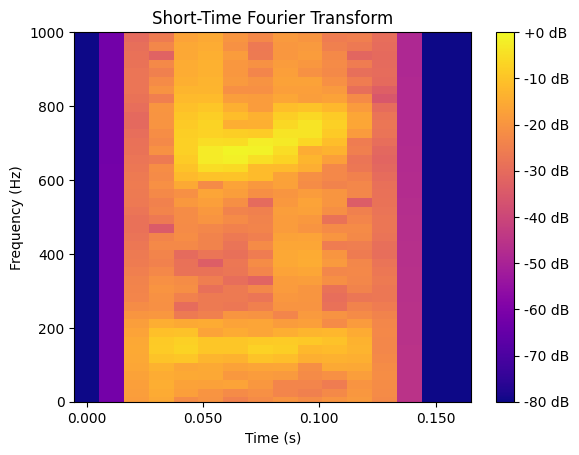 Short-Time Fourier Transform
1000
800
600
400
200
0
Frequency (Hz)
0.000
0.050
0.100
0.150
Time (s)
+0 dB
-10 dB
-20 dB
-30 dB
-40 dB
-50 dB
-60 dB
-70 dB
-80 dB